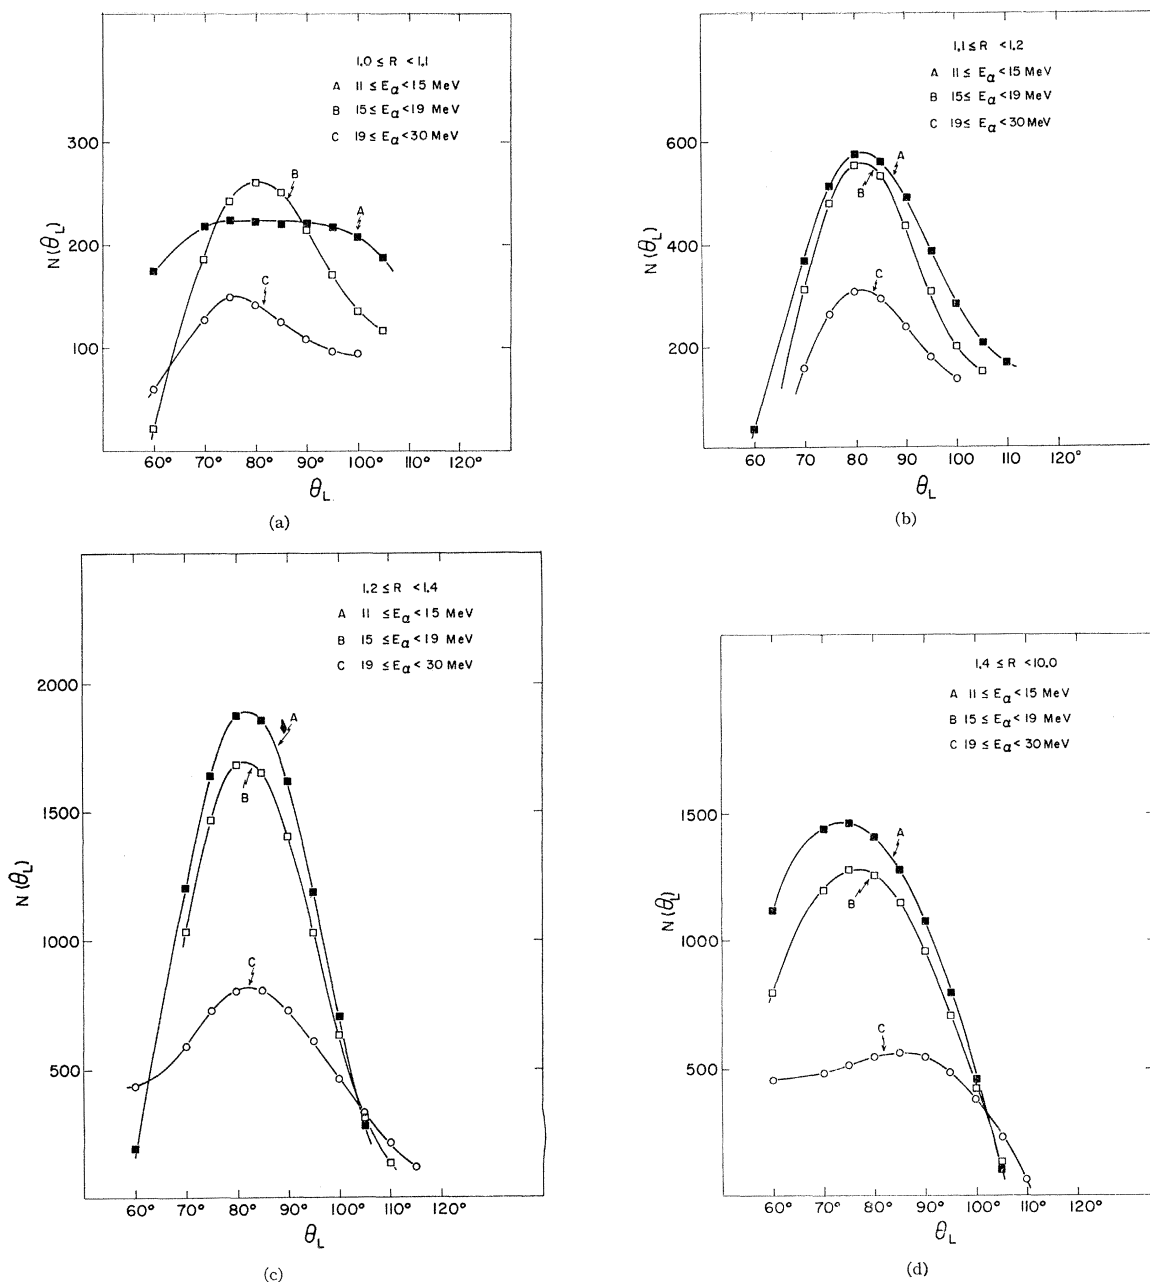 1.0 ≤ R < 1.1
A 11 ≤ Eα < 15 MeV
B 15 ≤ Eα < 19 MeV
C 19 ≤ Eα < 30 MeV
300
200
100
N(θL)
B
A
C
60° 70° 80° 90° 100° 110° 120°
θL
(a)
1.1 ≤ R < 1.2
A 11 ≤ Eα < 15 MeV
B 15 ≤ Eα < 19 MeV
C 19 ≤ Eα < 30 MeV
600
400
200
N(θL)
A
B
C
60 70 80 90 100 110 120°
θL
(b)
1.2 ≤ R < 1.4
A 11 ≤ Eα < 15 MeV
B 15 ≤ Eα < 19 MeV
C 19 ≤ Eα < 30 MeV
2000
1500
1000
500
N(θL)
A
B
C
60° 70° 80° 90° 100° 110° 120°
θL
(c)
1.4 ≤ R < 10.0
A 11 ≤ Eα < 15 MeV
B 15 ≤ Eα < 19 MeV
C 19 ≤ Eα < 30 MeV
1500
1000
500
N(θL)
A
B
C
60° 70° 80° 90° 100° 110° 120°
θL
(d)